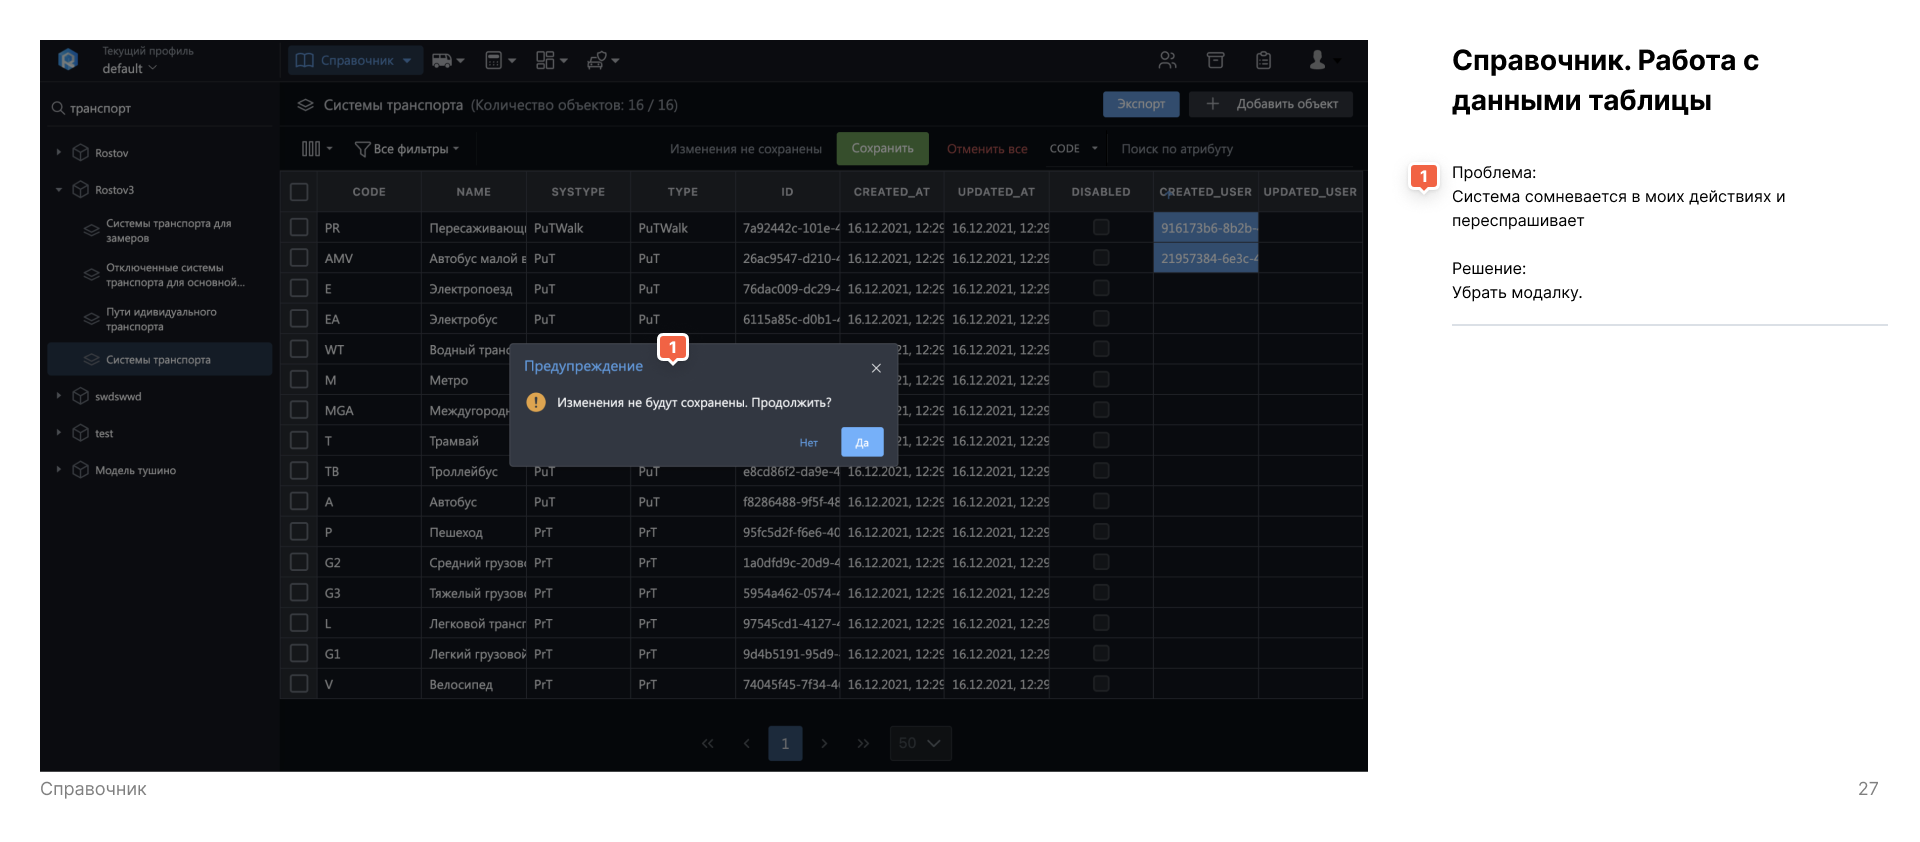 Текущий профиль
default
Справочник
транспорт
Rostov
Rostov3
Системы транспорта для
замеров
Отключенные системы
транспорта для основной...
Пути идивидуального
транспорта
Системы транспорта
swdswwd
test
Модель тушино
Системы транспорта (Количество объектов: 16 / 16)
Экспорт
Добавить объект
Все фильтры
Изменения не сохранены
Сохранить
Отменить все
CODE
Поиск по атрибуту
CODE NAME SYSTYPE TYPE ID CREATED_AT UPDATED_AT DISABLED CREATED_USER UPDATED_USER
PR Пересаживающ PuTWalk PuTWalk 7a92442c-101e-4 16.12.2021, 12:29 16.12.2021, 12:29 916173b6-8b2b-
AMV Автобус малой в PuT PuT 26ac9547-d210-4 16.12.2021, 12:29 16.12.2021, 12:29 21957384-6e3c-4
E Электропоезд PuT PuT 76dac009-dc29-4 16.12.2021, 12:29 16.12.2021, 12:29
EA Электробус PuT PuT 6115a85c-d0b1-4 16.12.2021, 12:29 16.12.2021, 12:29
WT Водный транс 21, 12:29 16.12.2021, 12:29
M Метро 21, 12:29 16.12.2021, 12:29
MGA Междугородн 21, 12:29 16.12.2021, 12:29
T Трамвай 21, 12:29 16.12.2021, 12:29
TB Троллейбус PuT PuT e8cd86f2-da9e-4 16.12.2021, 12:29 16.12.2021, 12:29
A Автобус PuT PuT f8286488-9f5f-48 16.12.2021, 12:29 16.12.2021, 12:29
P Пешеход PrT PrT 95fc5d2f-f6e6-40 16.12.2021, 12:29 16.12.2021, 12:29
G2 Средний грузов PrT PrT 1a0dfd9c-20d9-4 16.12.2021, 12:29 16.12.2021, 12:29
G3 Тяжелый грузов PrT PrT 5954a462-0574-4 16.12.2021, 12:29 16.12.2021, 12:29
L Легковой трансп PrT PrT 97545cd1-4127-4 16.12.2021, 12:29 16.12.2021, 12:29
G1 Легкий грузовой PrT PrT 9d4b5191-95d9- 16.12.2021, 12:29 16.12.2021, 12:29
V Велосипед PrT PrT 74045f45-7f34-4 16.12.2021, 12:29 16.12.2021, 12:29
1
Предупреждение
Изменения не будут сохранены. Продолжить?
Нет
Да
1
50
Справочник. Работа с
данными таблицы
1
Проблема:
Система сомневается в моих действиях и
переспрашивает
Решение:
Убрать модалку.
Справочник
27